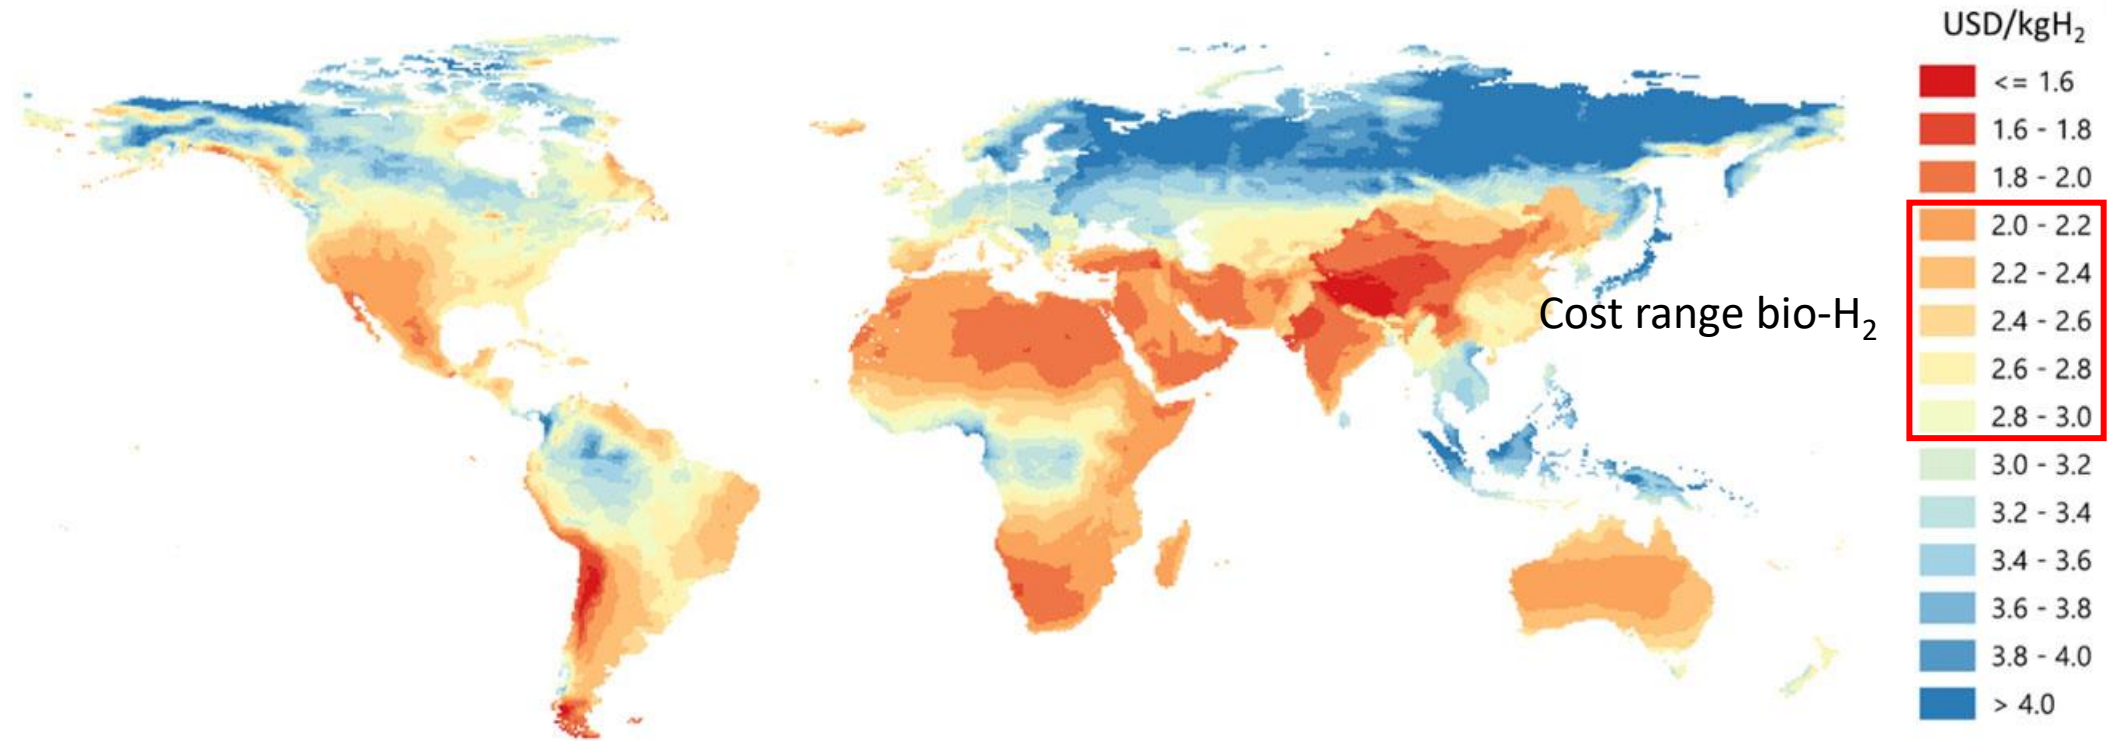 USD/kgH₂
<= 1.6
1.6 - 1.8
1.8 - 2.0
2.0 - 2.2
2.2 - 2.4
Cost range bio-H₂
2.4 - 2.6
2.6 - 2.8
2.8 - 3.0
3.0 - 3.2
3.2 - 3.4
3.4 - 3.6
3.6 - 3.8
3.8 - 4.0
> 4.0